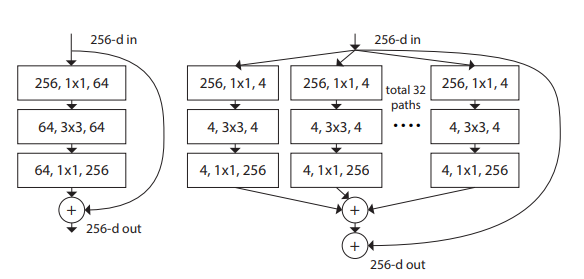 256-d in
256, 1x1, 64
64, 3x3, 64
64, 1x1, 256
+
256-d out
256-d in
256, 1x1, 4
256, 1x1, 4
total 32
paths
256, 1x1, 4
4, 3x3, 4
4, 3x3, 4
....
4, 3x3, 4
4, 1x1, 256
4, 1x1, 256
4, 1x1, 256
+
+
256-d out